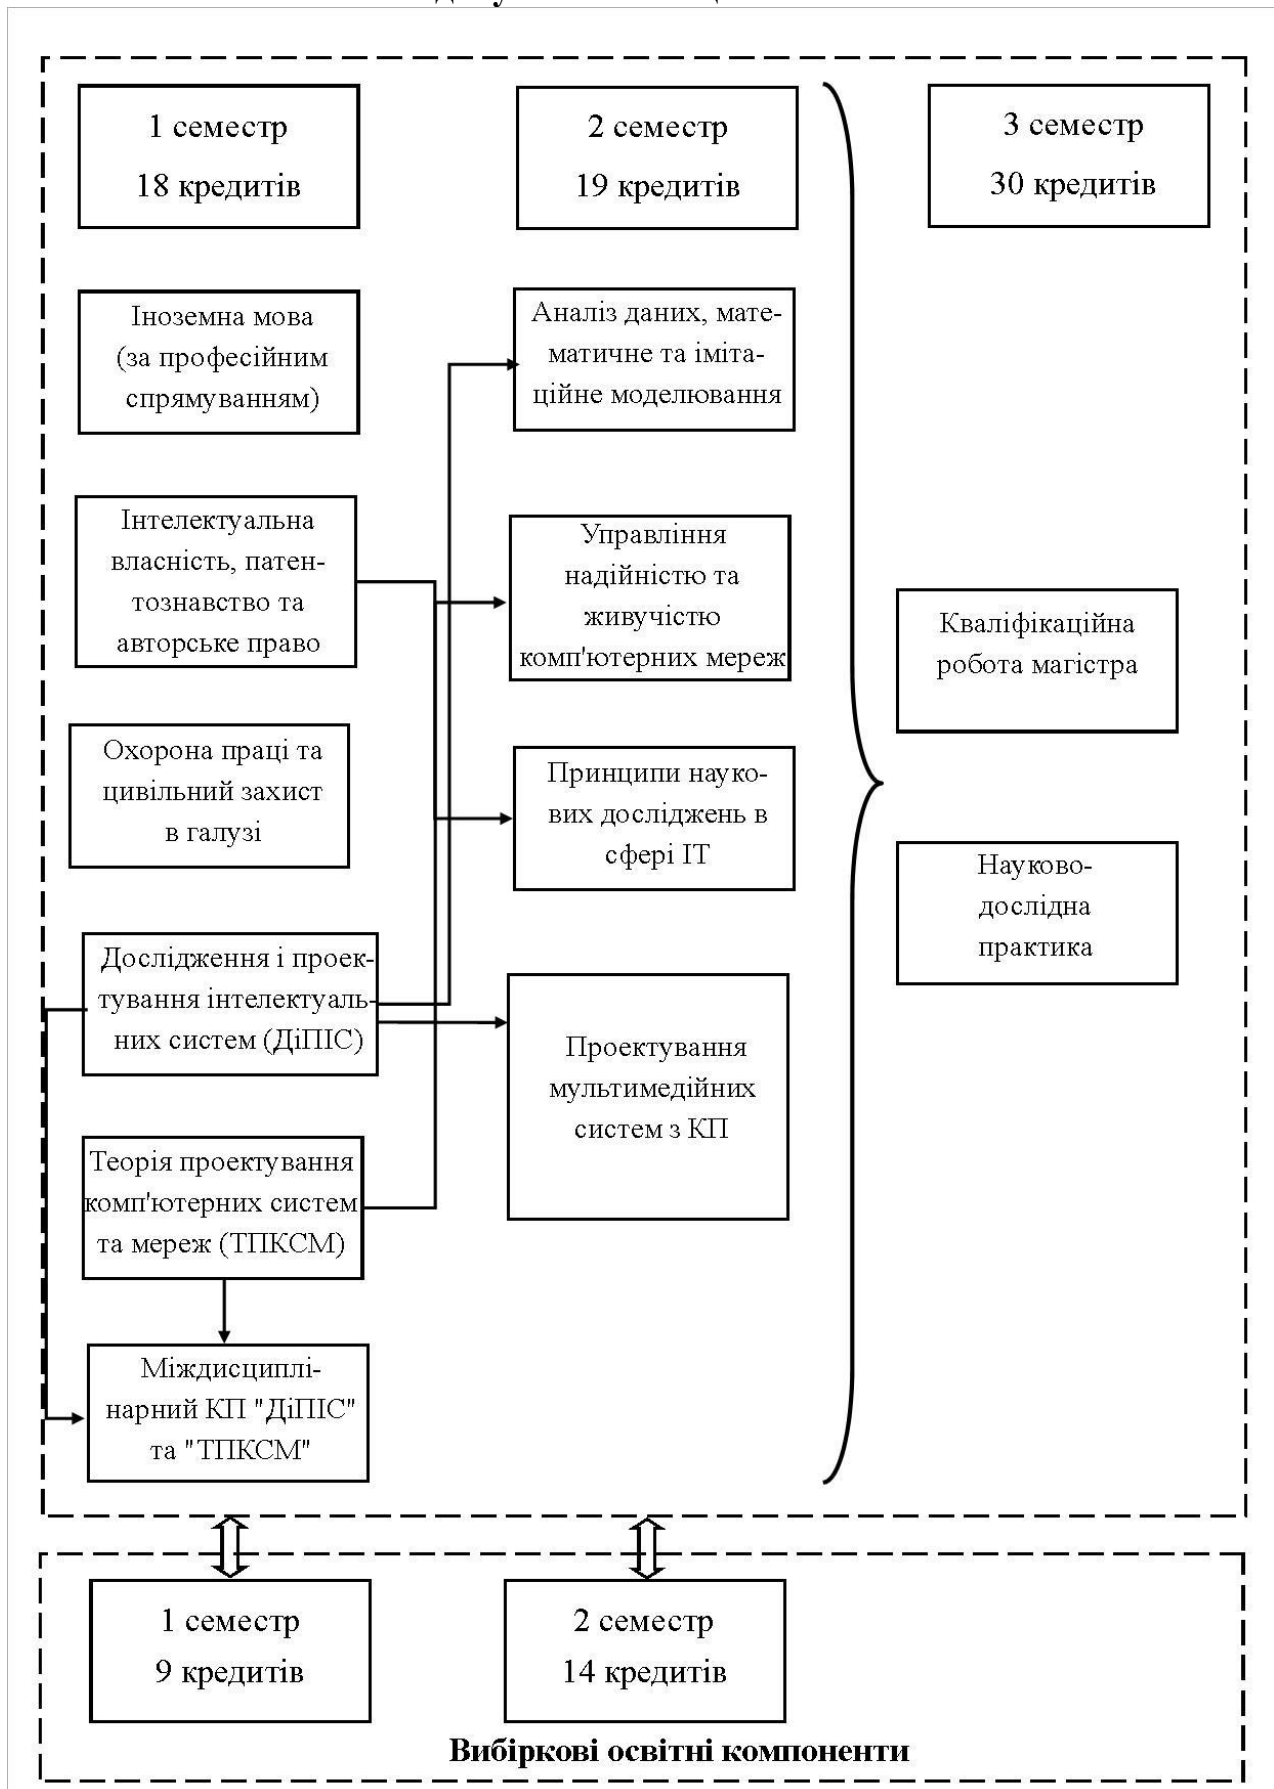 1 семестр
18 кредитів
2 семестр
19 кредитів
3 семестр
30 кредитів
Іноземна мова
(за професійним
спрямуванням)
Інтелектуальна
власність, патен-
тознавство та
авторське право
Охорона праці та
цивільний захист
в галузі
Дослідження і проек-
тування інтелектуаль-
них систем (ДіПІС)
Теорія проектування
комп'ютерних систем
та мереж (ТПКСМ)
Міждисциплі-
нарний КП "ДіПІС"
та "ТПКСМ"
Аналіз даних, мате-
матичне та іміта-
ційне моделювання
Управління
надійністю та
живучістю
комп'ютерних мереж
Принципи науко-
вих досліджень в
сфері ІТ
Проектування
мультимедійних
систем з КП
Кваліфікаційна
робота магістра
Науково-
дослідна
практика
1 семестр
9 кредитів
2 семестр
14 кредитів
Вибіркові освітні компоненти